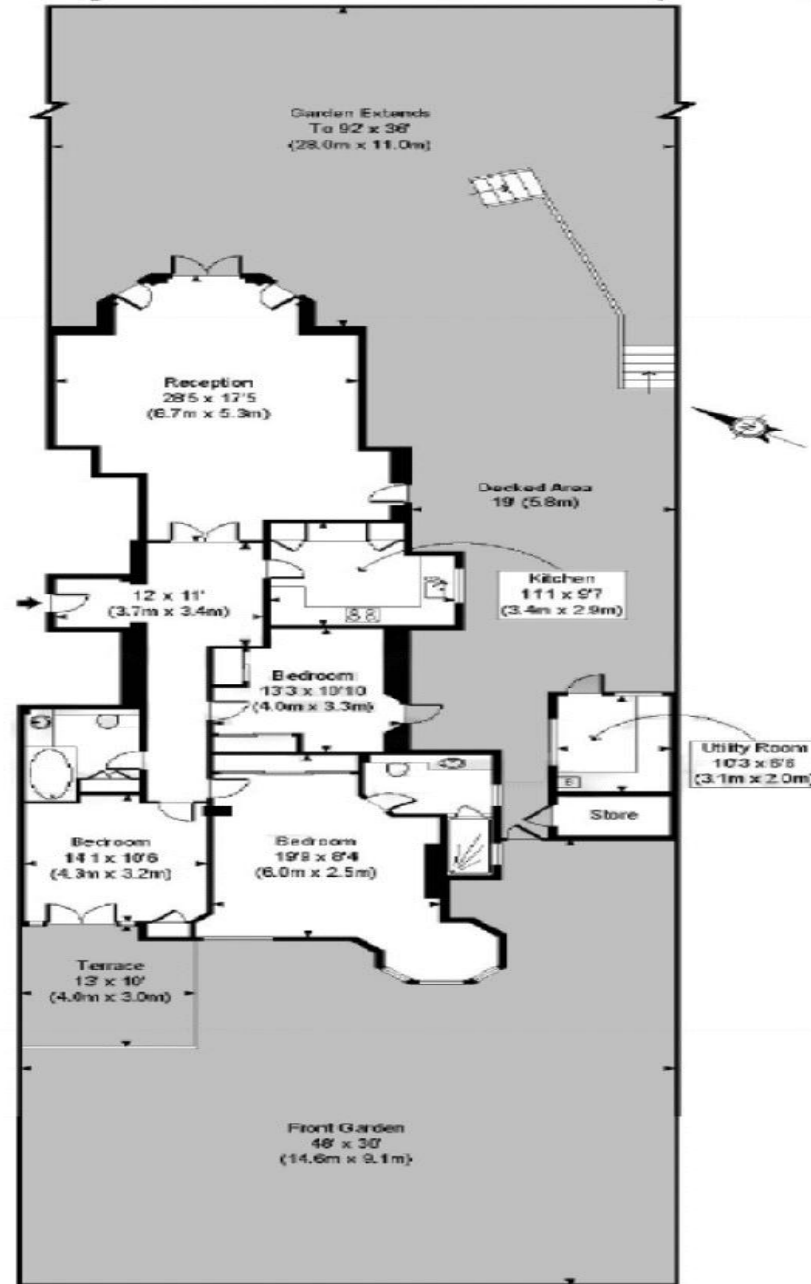 Garden Extends
To 92' x 36'
(28.0m x 11.0m)
Reception
28'5 x 17'5
(8.7m x 5.3m)
Decked Area
19' (5.8m)
12' x 11'
(3.7m x 3.4m)
Kitchen
11'1 x 9'7
(3.4m x 2.9m)
Bedroom
13'3 x 10'10
(4.0m x 3.3m)
Utility Room
10'3 x 6'6
(3.1m x 2.0m)
Store
Bedroom
14'1 x 10'6
(4.3m x 3.2m)
Bedroom
19'8 x 8'4
(6.0m x 2.5m)
Terrace
13' x 10'
(4.0m x 3.0m)
Front Garden
48' x 30'
(14.6m x 9.1m)